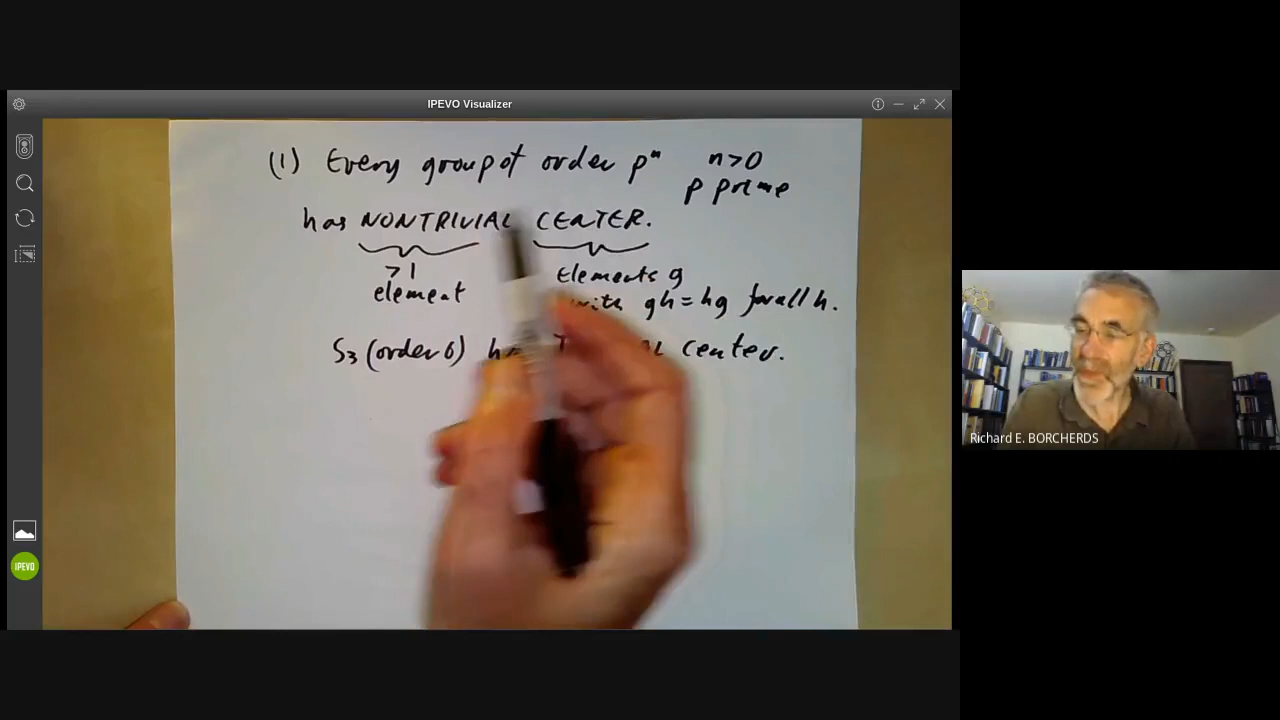 IPEVO Visualizer
(1) Every group of order pⁿ n>0
p prime
has NONTRIVIAL CENTER.
>1
element
Elements g
with gh = hg for all h.
S₃ (order 6) center.
IPEVO
Richard E. BORCHERDS